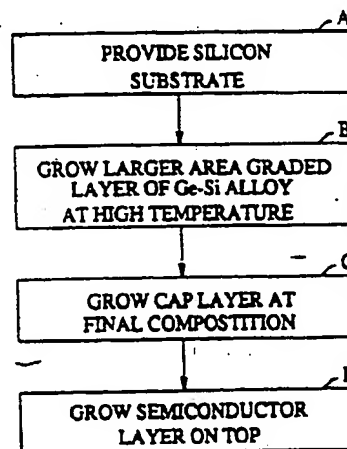 A
PROVIDE SILICON
SUBSTRATE
B
GROW LARGER AREA GRADED
LAYER OF Ge-Si ALLOY
AT HIGH TEMPERATURE
GROW CAP LAYER AT
FINAL COMPOSTITION
GROW SEMICONDUCTOR
LAYER ON TOP